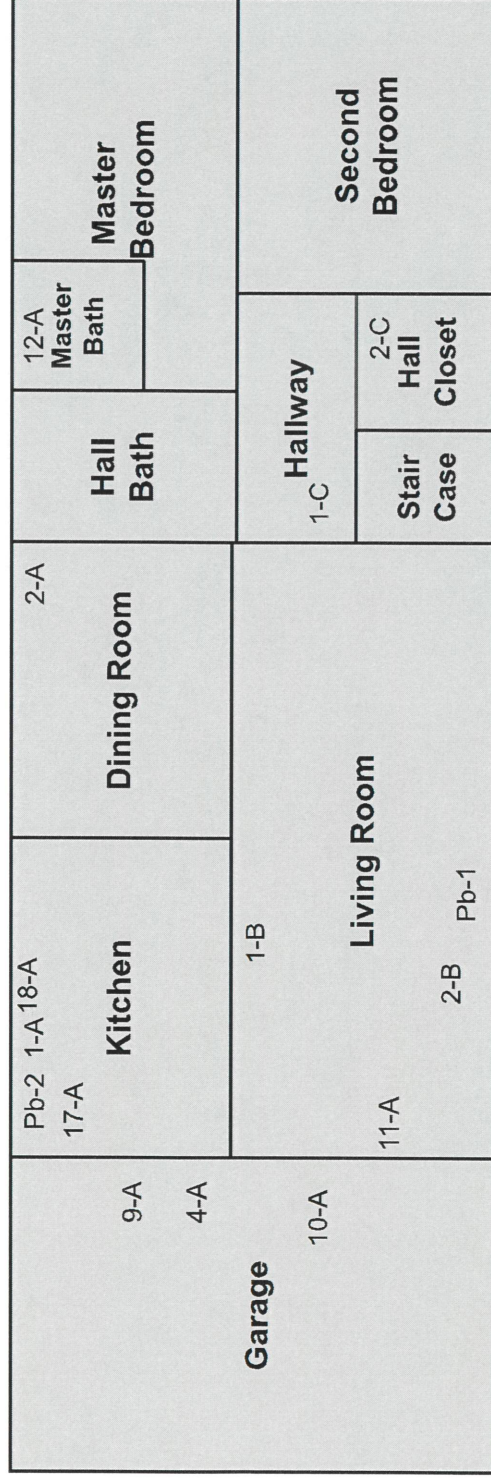 Garage
9-A
4-A
10-A
Pb-2 1-A 18-A
17-A
Kitchen
2-A
Dining Room
1-B
Living Room
11-A
2-B
Pb-1
Hall
Bath
12-A
Master
Bath
Master
Bedroom
Hallway
1-C
Stair
Case
2-C
Hall
Closet
Second
Bedroom